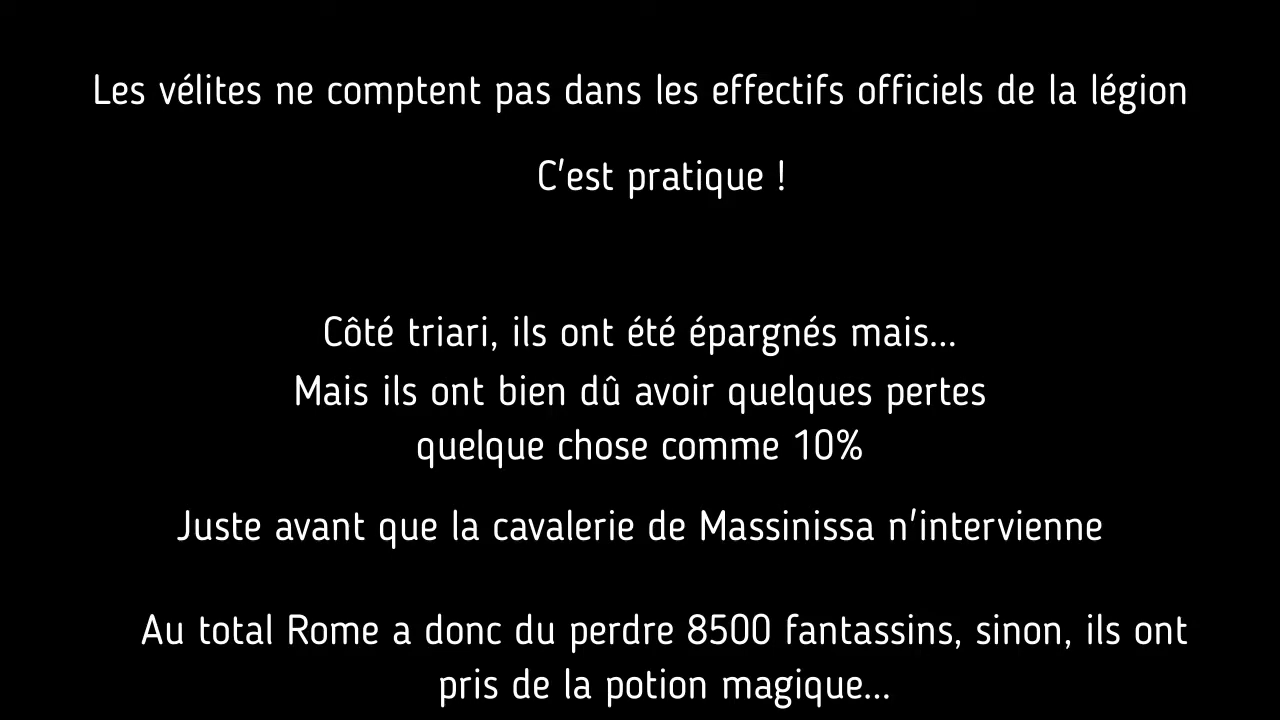 Les vélites ne comptent pas dans les effectifs officiels de la légion
C'est pratique !
Côté triari, ils ont été épargnés mais...
Mais ils ont bien dû avoir quelques pertes
quelque chose comme 10%
Juste avant que la cavalerie de Massinissa n'intervienne
Au total Rome a donc du perdre 8500 fantassins, sinon, ils ont
pris de la potion magique...